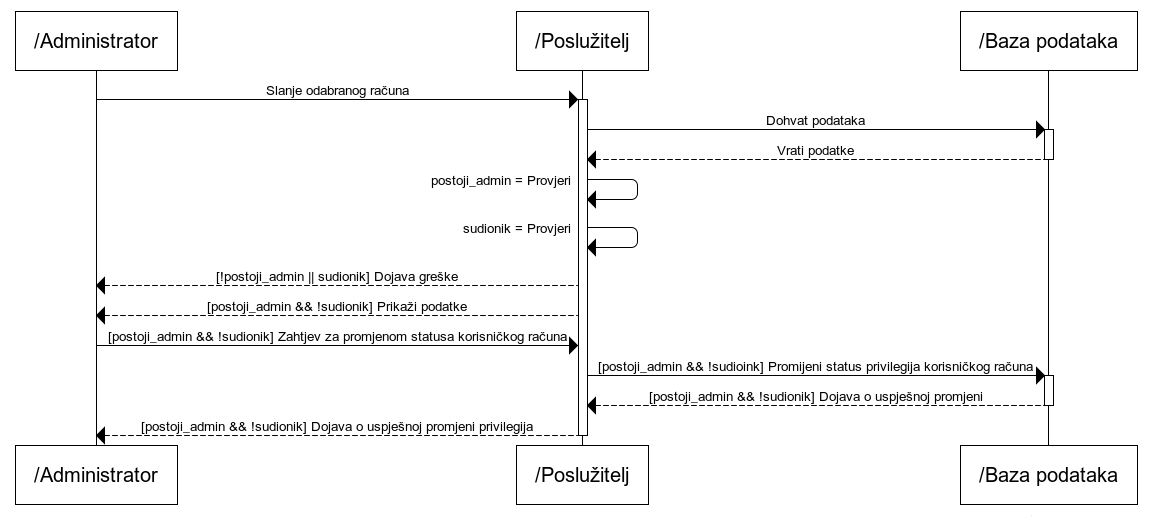 /Administrator
/Poslužitelj
/Baza podataka
Slanje odabranog računa
Dohvat podataka
Vrati podatke
postoji_admin = Provjeri
sudionik = Provjeri
[!postoji_admin || sudionik] Dojava greške
[postoji_admin && !sudionik] Prikaži podatke
[postoji_admin && !sudionik] Zahtjev za promjenom statusa korisničkog računa
[postoji_admin && !sudioink] Promijeni status privilegija korisničkog računa
[postoji_admin && !sudionik] Dojava o uspješnoj promjeni
[postoji_admin && !sudionik] Dojava o uspješnoj promjeni privilegija
/Administrator
/Poslužitelj
/Baza podataka